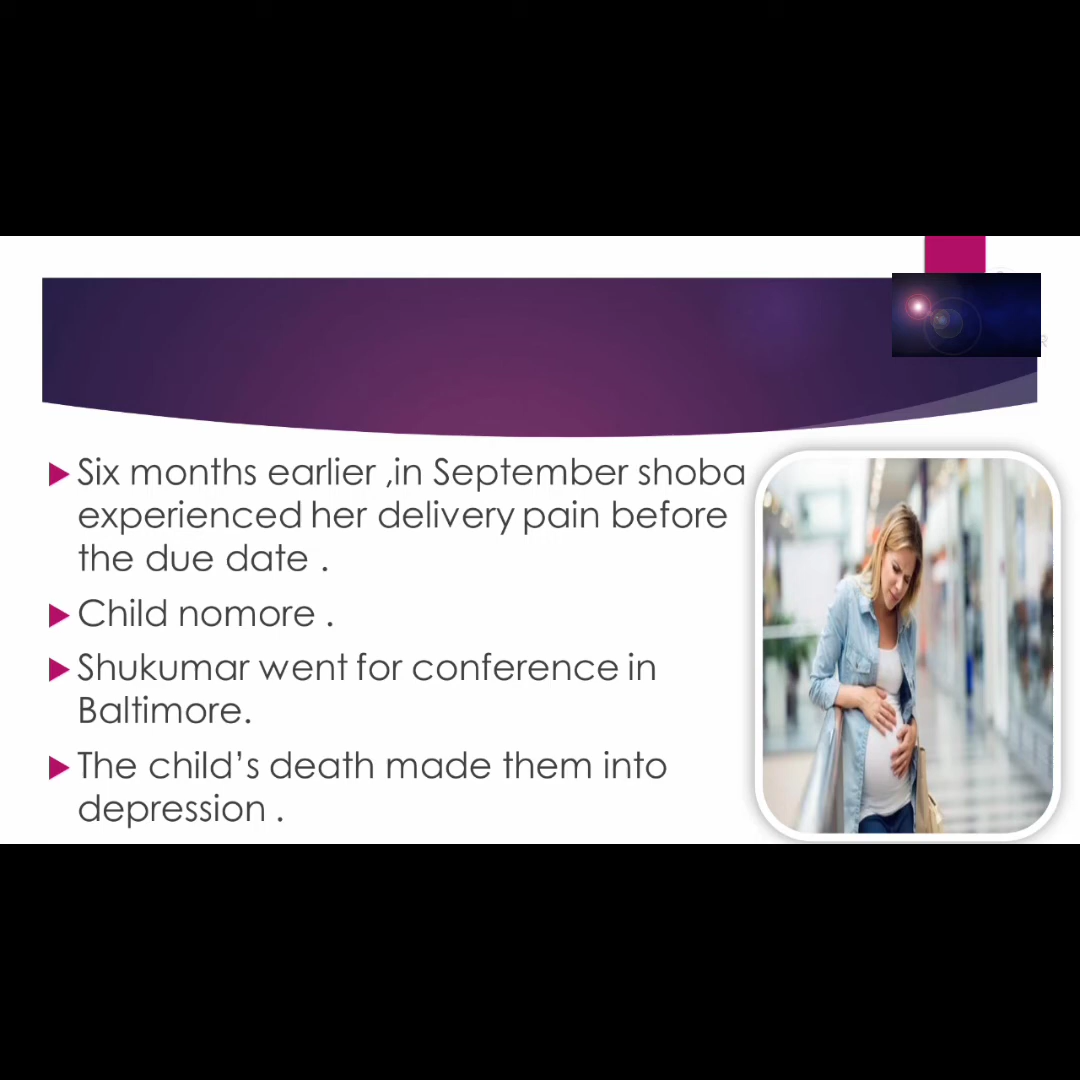 Six months earlier ,in September shoba
experienced her delivery pain before
the due date .
Child nomore .
Shukumar went for conference in
Baltimore.
The child’s death made them into
depression .